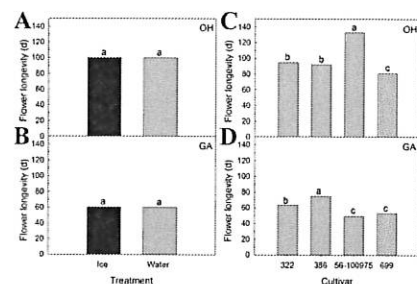 A
OH
Flower longevity (d)
140
120
100
80
60
40
20
0
a
a
B
GA
Flower longevity (d)
140
120
100
80
60
40
20
0
a
a
Ice
Water
Treatment
C
OH
Flower longevity (d)
140
120
100
80
60
40
20
0
b
b
a
c
D
GA
Flower longevity (d)
140
120
100
80
60
40
20
0
b
a
c
c
322
386
56-100975
699
Cultivar